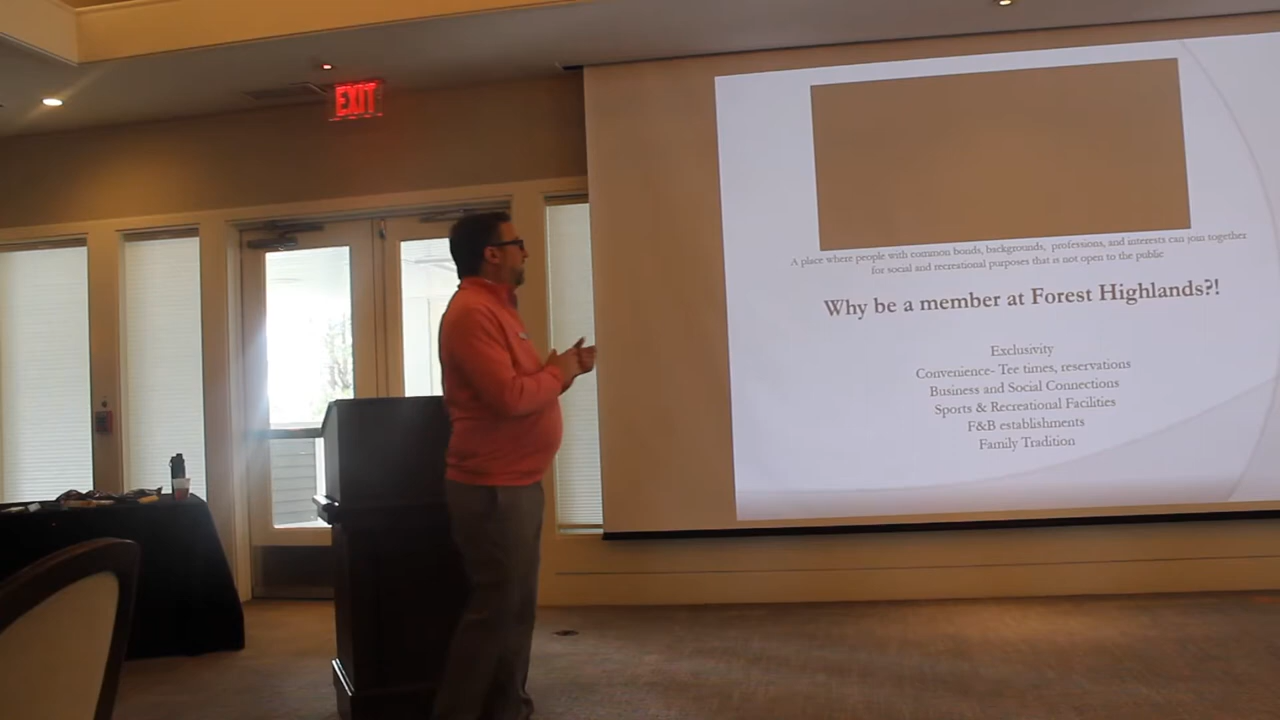 EXIT
A place where people with common bonds, backgrounds, professions, and interests can join together
for social and recreational purposes that is not open to the public
Why be a member at Forest Highlands?!
Exclusivity
Convenience- Tee times, reservations
Business and Social Connections
Sports & Recreational Facilities
F&B establishments
Family Tradition